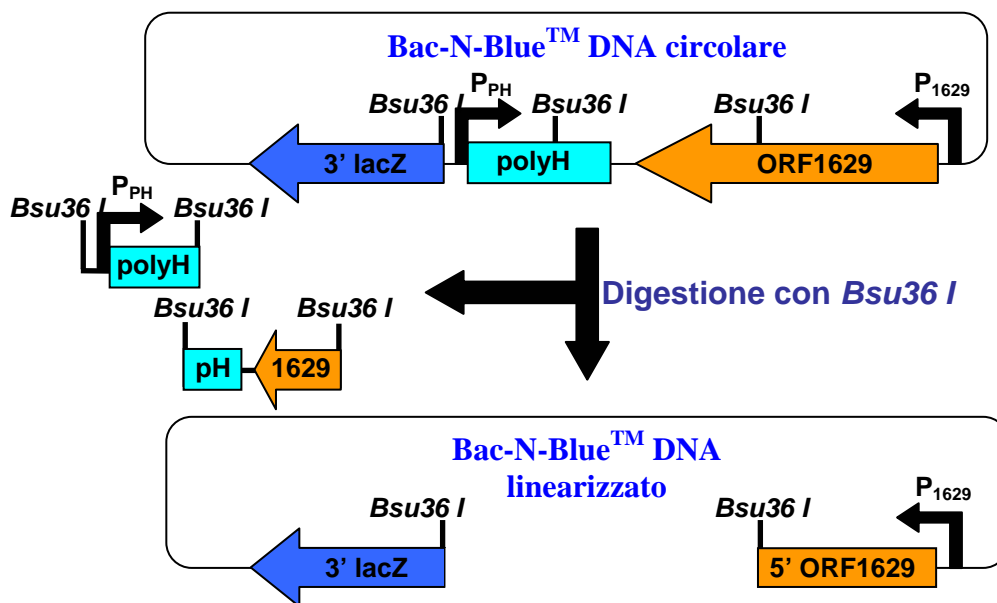 Bac-N-Blue™ DNA circolare
P1629
PPH
Bsu36 I
Bsu36 I
Bsu36 I
3' lacZ
polyH
ORF1629
PPH
Bsu36 I
Bsu36 I
polyH
Digestione con Bsu36 I
Bsu36 I
Bsu36 I
pH
1629
Bac-N-Blue™ DNA
linearizzato
P1629
Bsu36 I
Bsu36 I
3' lacZ
5' ORF1629